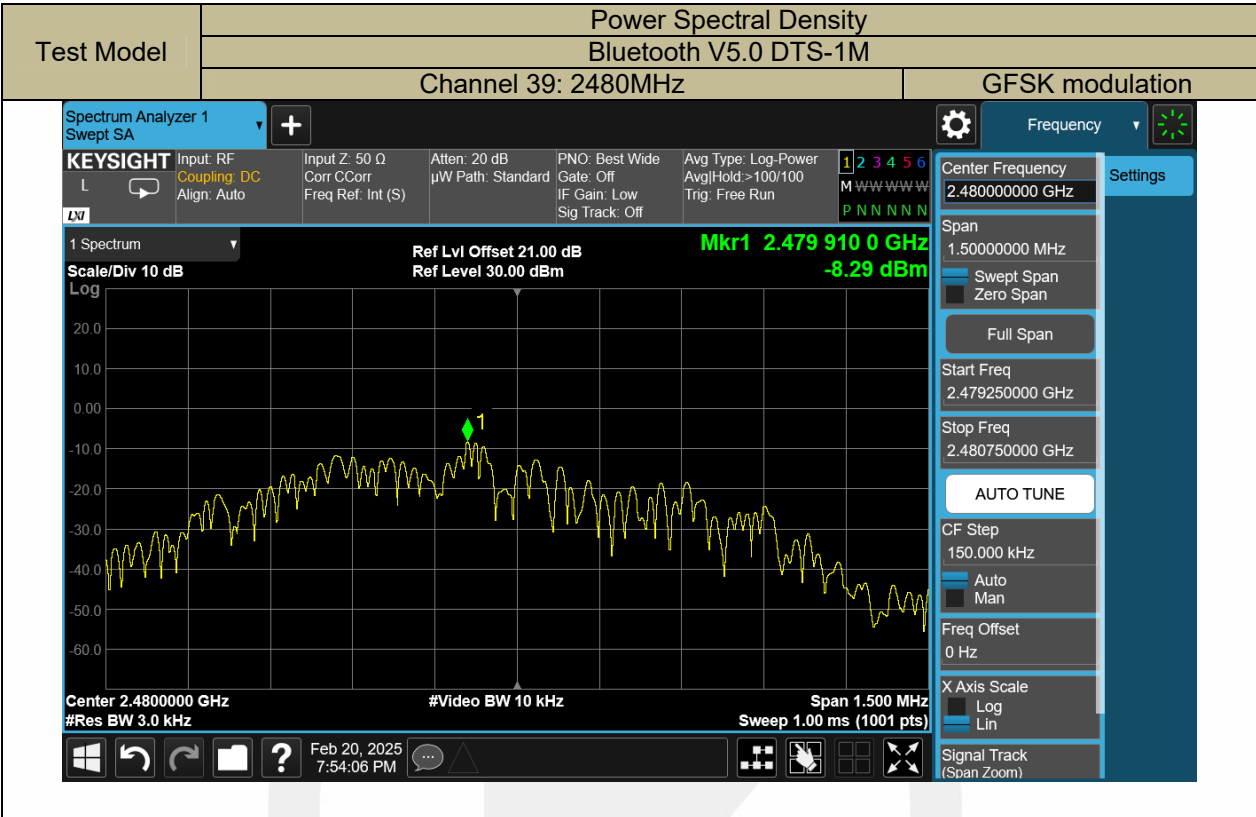 Test Model
Power Spectral Density
Bluetooth V5.0 DTS-1M
Channel 39: 2480MHz
GFSK modulation
Spectrum Analyzer 1
Swept SA
Frequency
KEYSIGHT
L
LXI
Input: RF
Coupling: DC
Align: Auto
Input Z: 50 Ω
Corr CCorr
Freq Ref: Int (S)
Atten: 20 dB
µW Path: Standard
PNO: Best Wide
Gate: Off
IF Gain: Low
Sig Track: Off
Avg Type: Log-Power
Avg|Hold:>100/100
Trig: Free Run
1 2 3 4 5 6
M W W W W W
P N N N N N
1 Spectrum
Scale/Div 10 dB
Log
Ref Lvl Offset 21.00 dB
Ref Level 30.00 dBm
Mkr1 2.479 910 0 GHz
-8.29 dBm
20.0
10.0
0.00
-10.0
-20.0
-30.0
-40.0
-50.0
-60.0
1
Center 2.4800000 GHz
#Res BW 3.0 kHz
#Video BW 10 kHz
Span 1.500 MHz
Sweep 1.00 ms (1001 pts)
Feb 20, 2025
7:54:06 PM
Center Frequency
2.480000000 GHz
Settings
Span
1.50000000 MHz
Swept Span
Zero Span
Full Span
Start Freq
2.479250000 GHz
Stop Freq
2.480750000 GHz
AUTO TUNE
CF Step
150.000 kHz
Auto
Man
Freq Offset
0 Hz
X Axis Scale
Log
Lin
Signal Track
(Span Zoom)